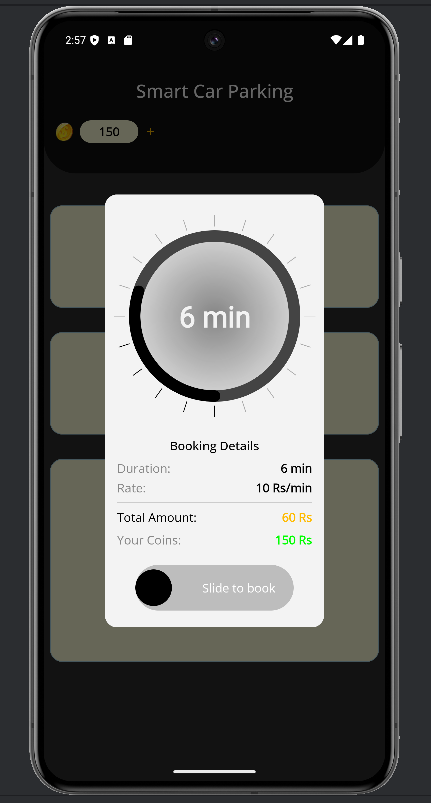 2:57
Smart Car Parking
150 +
6 min
Booking Details
Duration: 6 min
Rate: 10 Rs/min
Total Amount: 60 Rs
Your Coins: 150 Rs
Slide to book